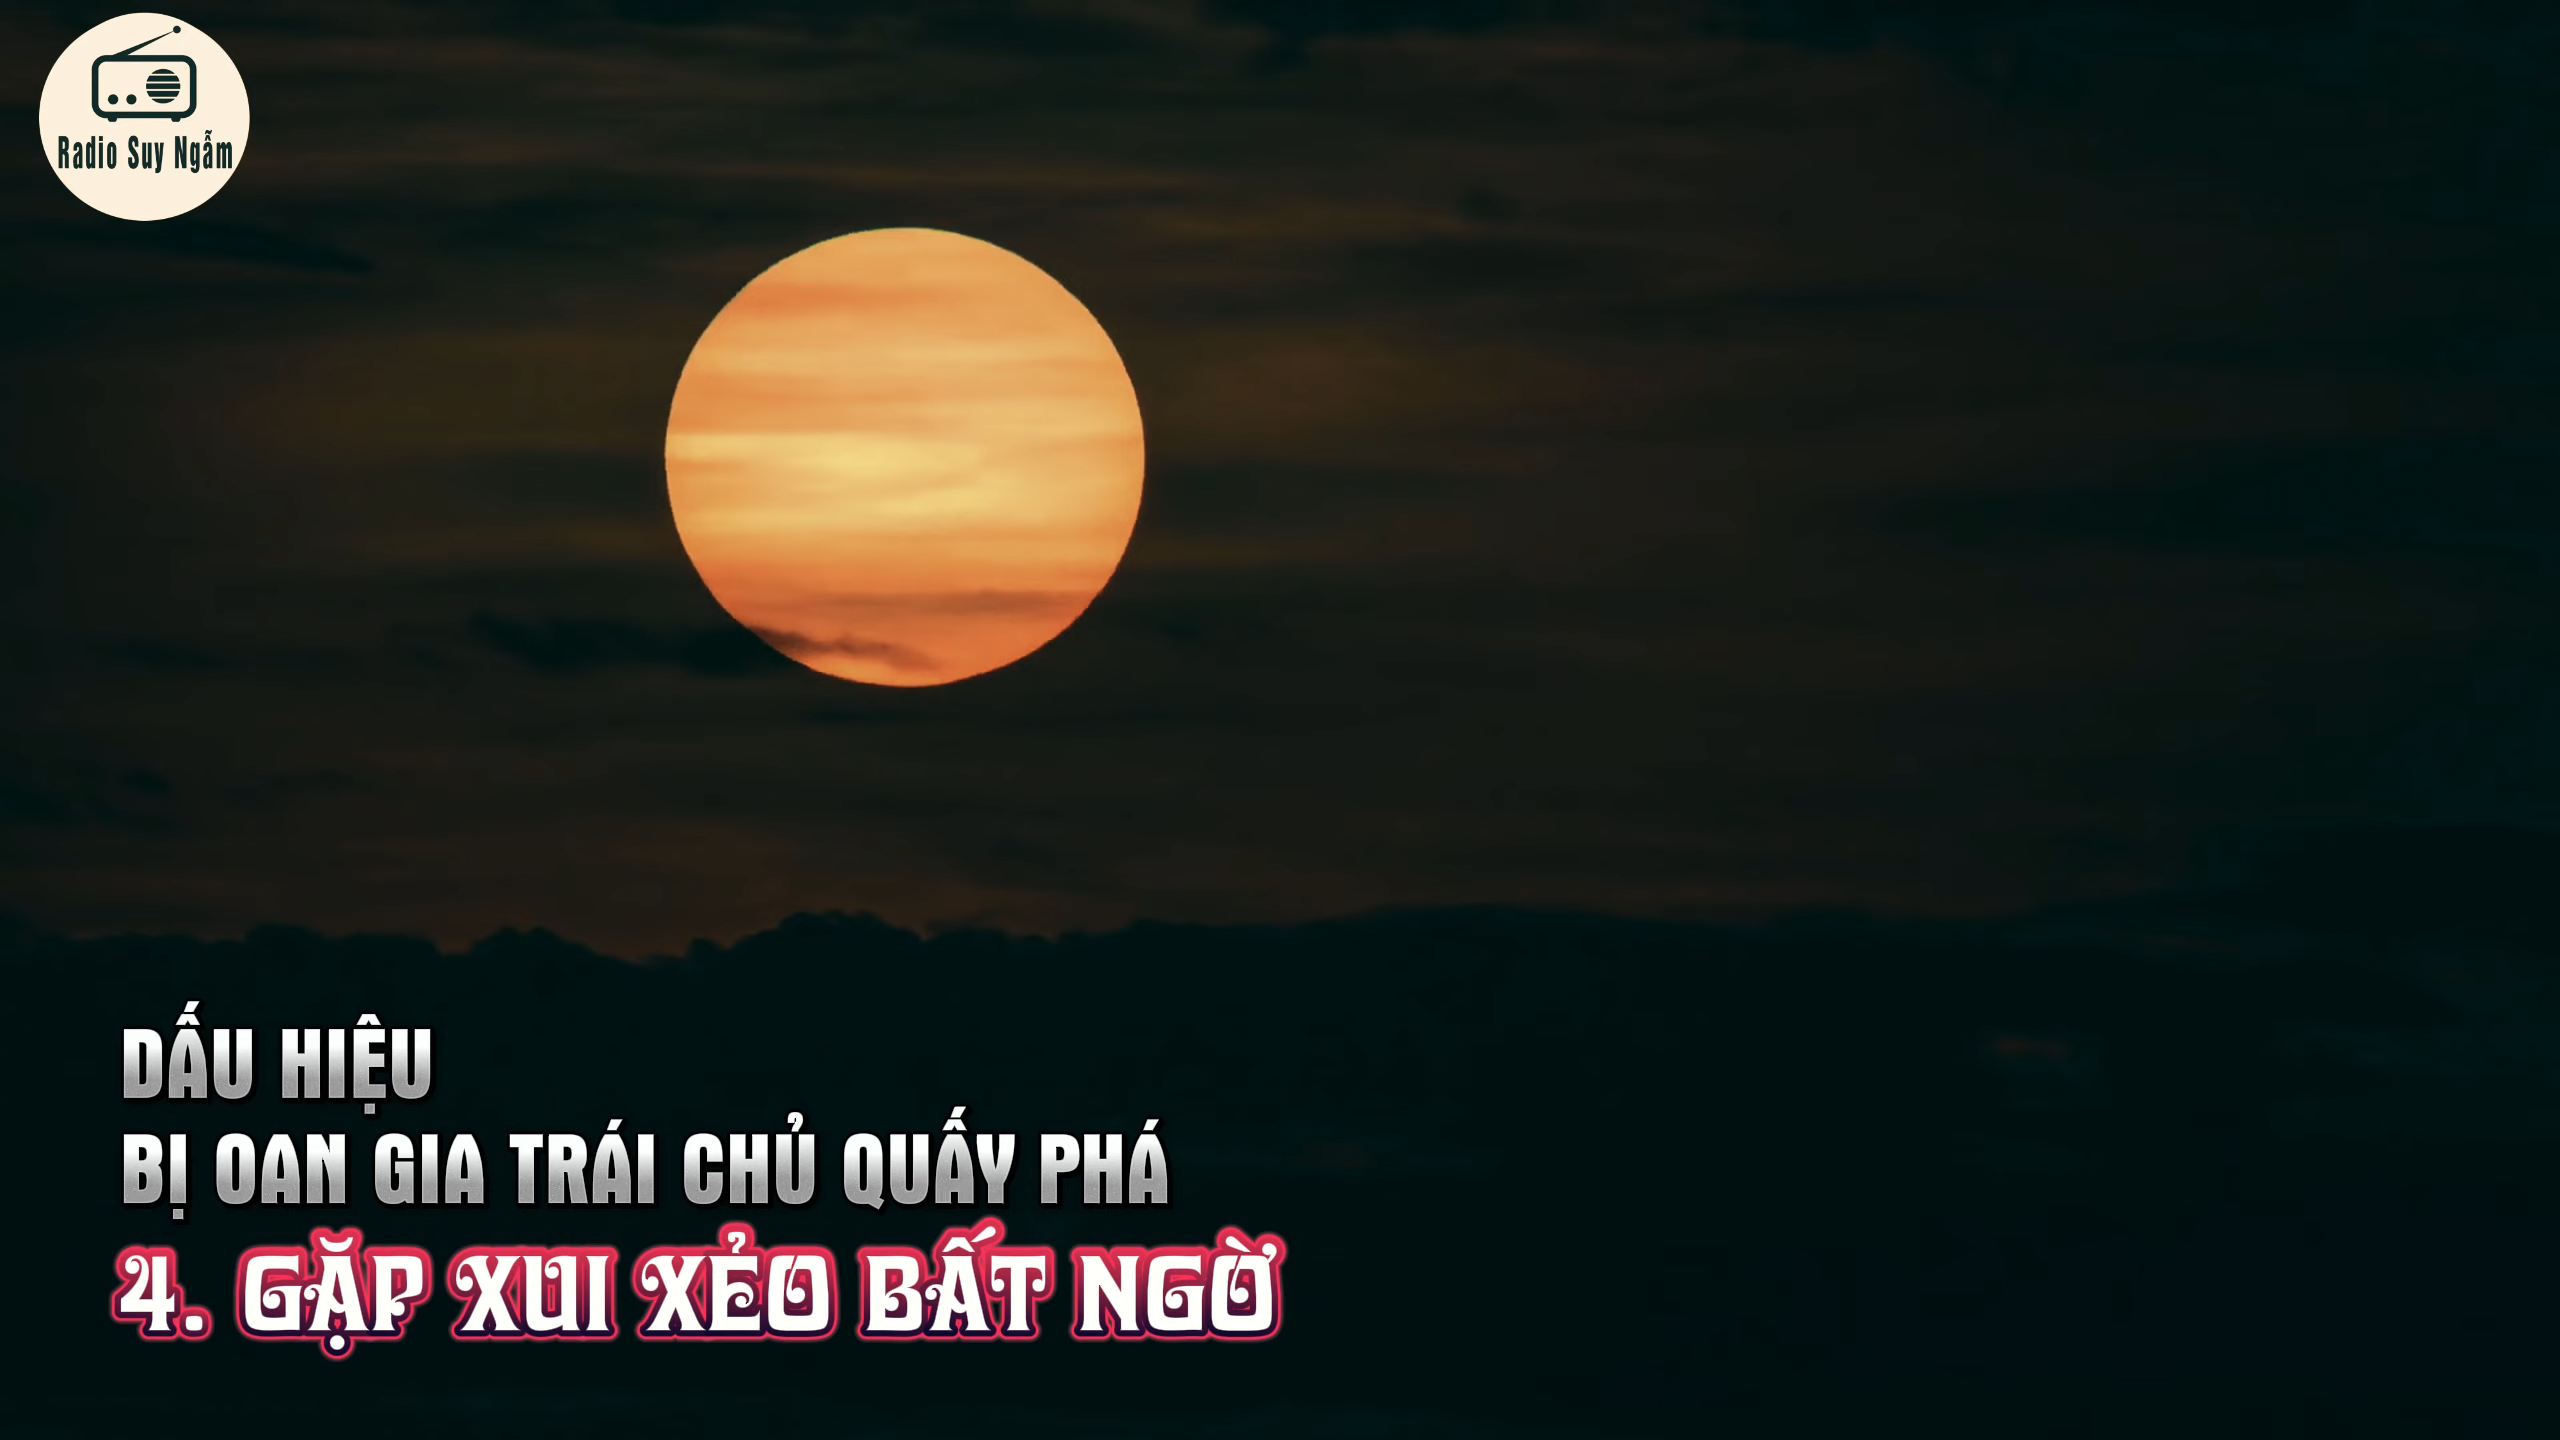 Radio Suy Ngẫm
DẤU HIỆU
BỊ OAN GIA TRÁI CHỦ QUẤY PHÁ
4. GẶP XUI XẺO BẤT NGỜ